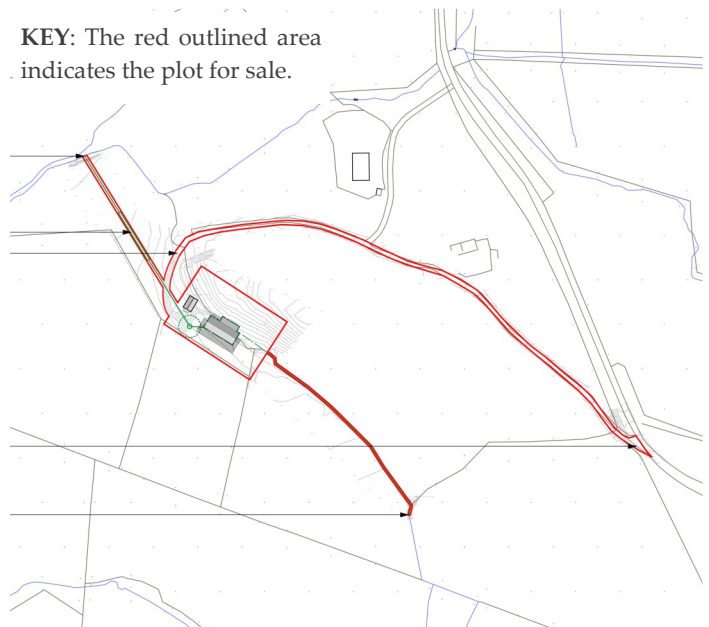 KEY: The red outlined area
indicates the plot for sale.